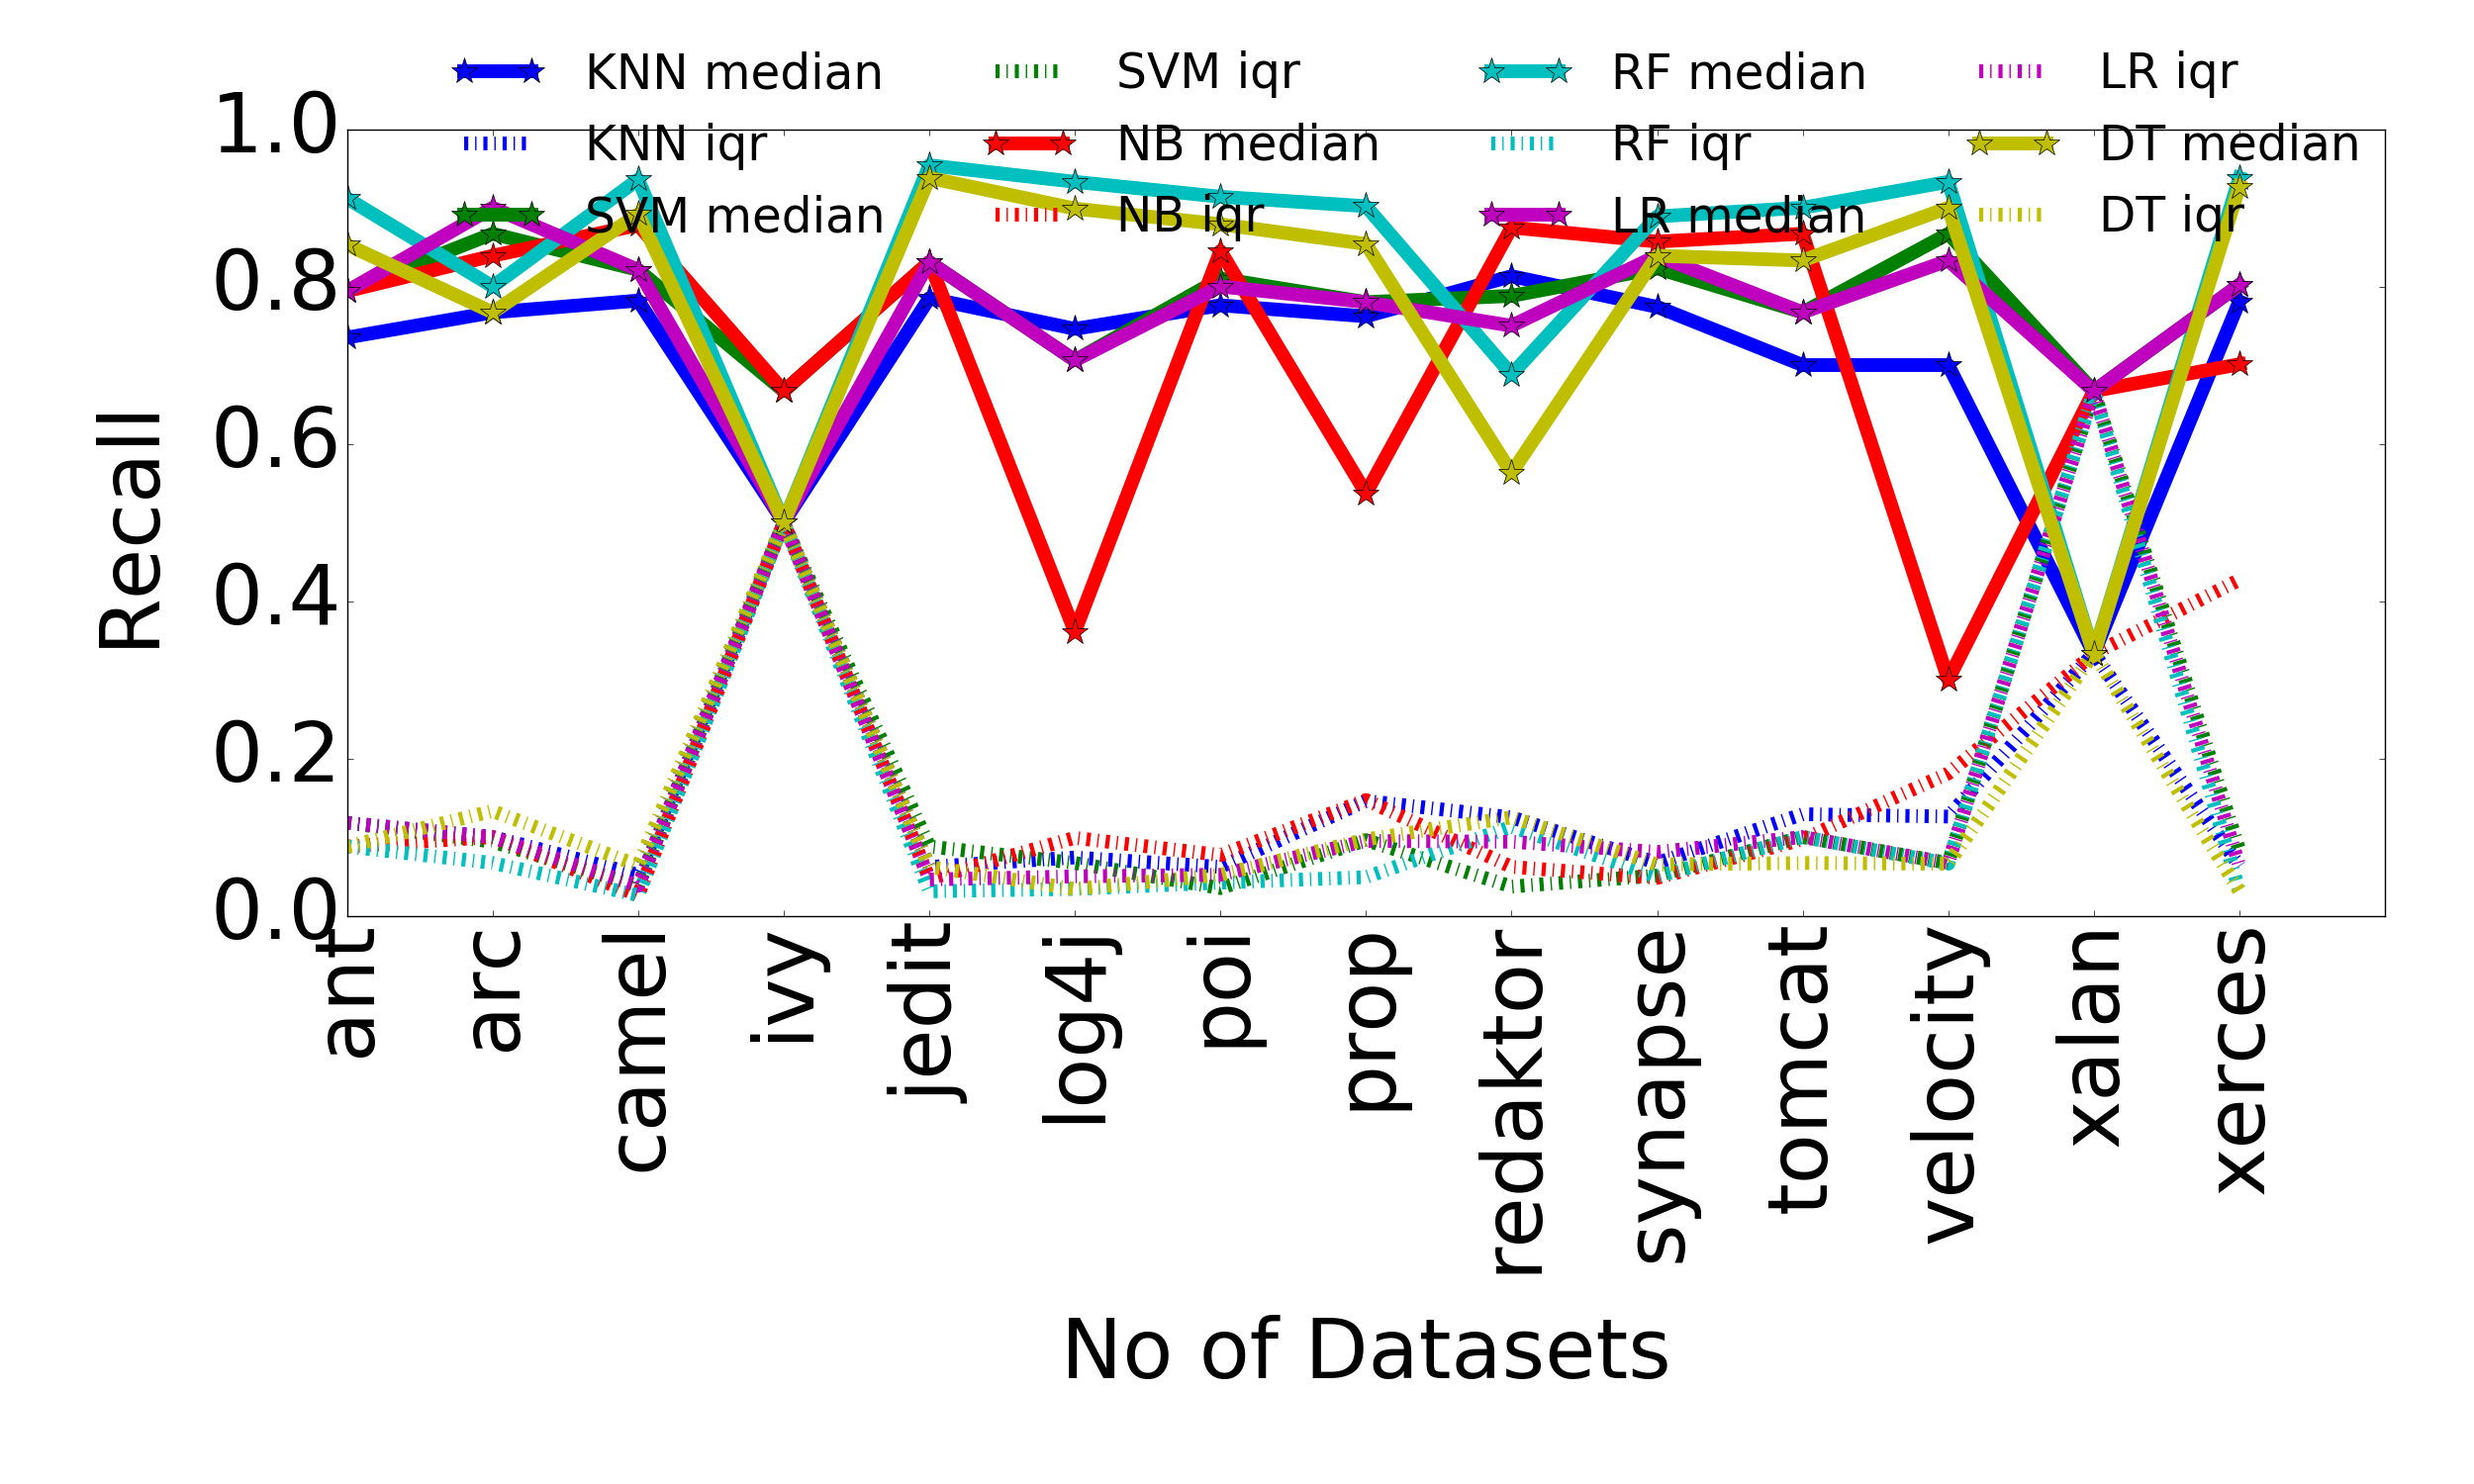 KNN median
KNN iqr
SVM median
SVM iqr
NB median
NB iqr
RF median
RF iqr
LR median
LR iqr
DT median
DT iqr
1.0
0.8
0.6
0.4
0.2
0.0
Recall
ant
arc
camel
ivy
jedit
log4j
poi
prop
redaktor
synapse
tomcat
velocity
xalan
xerces
No of Datasets